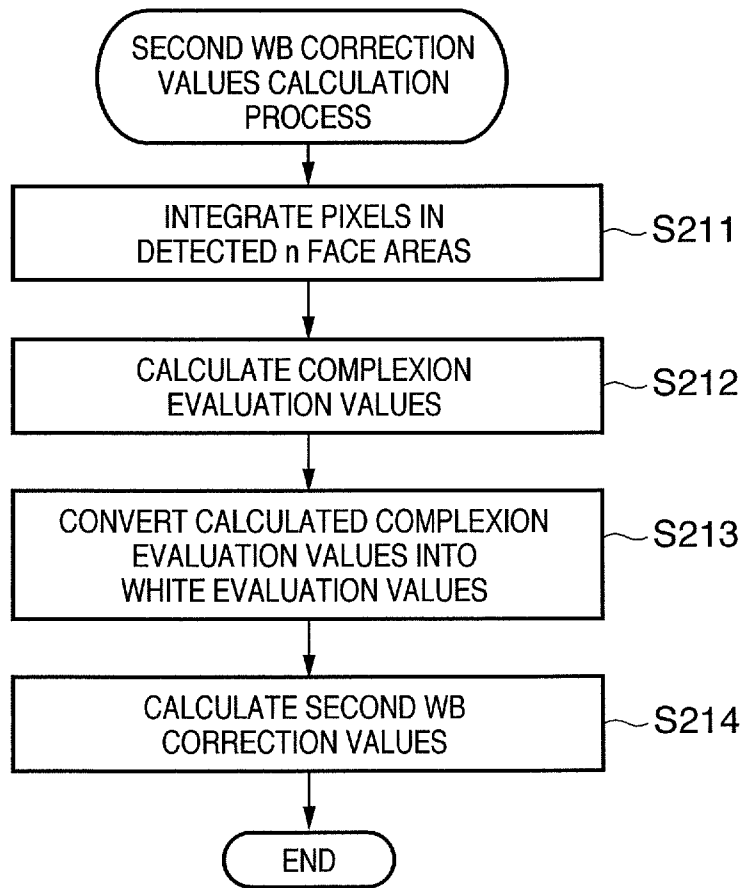 SECOND WB CORRECTION
VALUES CALCULATION
PROCESS
INTEGRATE PIXELS IN
DETECTED n FACE AREAS
S211
CALCULATE COMPLEXION
EVALUATION VALUES
S212
CONVERT CALCULATED COMPLEXION
EVALUATION VALUES INTO
WHITE EVALUATION VALUES
S213
CALCULATE SECOND WB
CORRECTION VALUES
S214
END